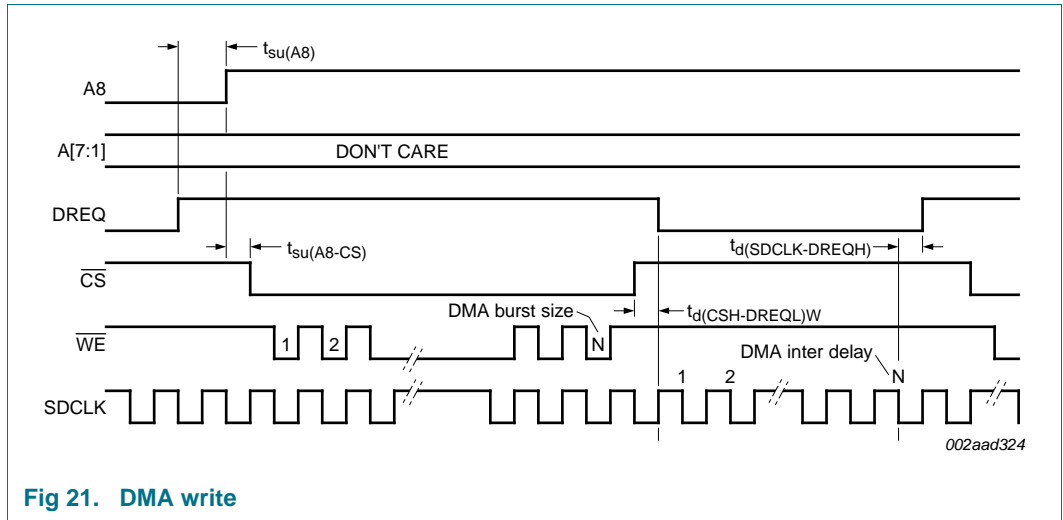 tsu(A8)
A8
A[7:1]
DON'T CARE
DREQ
tsu(A8-CS)
td(SDCLK-DREQH)
CS
DMA burst size
td(CSH-DREQL)W
WE
1
2
N
DMA inter delay
1
2
N
SDCLK
002aad324
Fig 21. DMA write